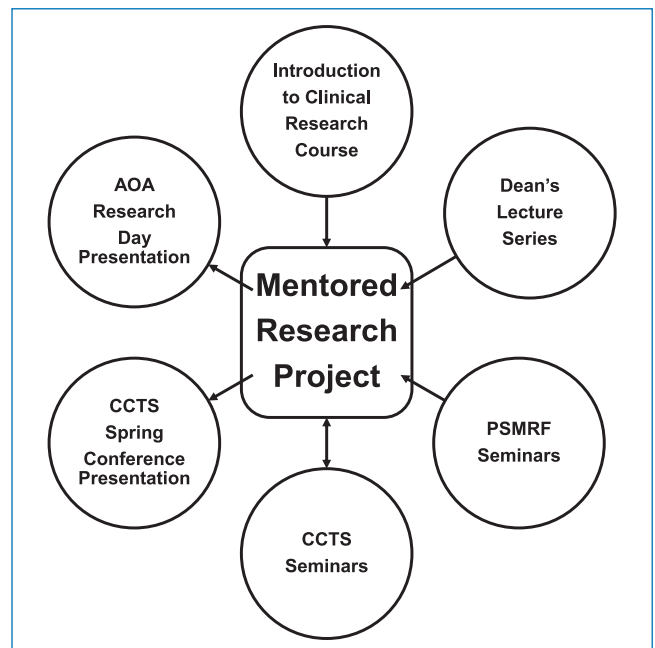 Introduction
to Clinical
Research
Course
AOA
Research
Day
Presentation
Dean's
Lecture
Series
Mentored
Research
Project
CCTS
Spring
Conference
Presentation
PSMRF
Seminars
CCTS
Seminars